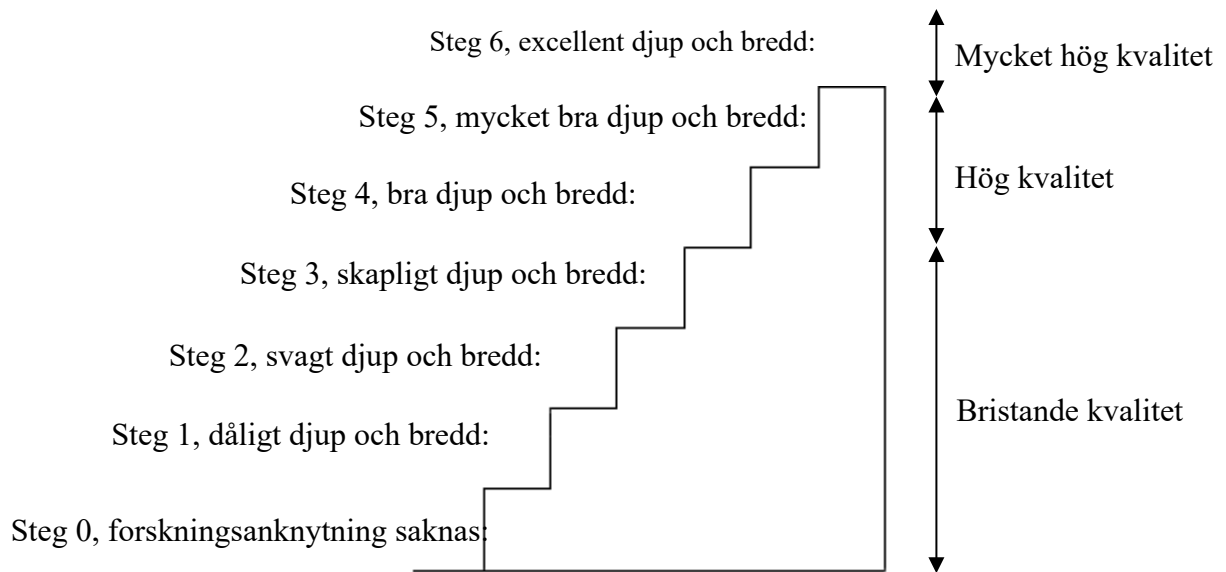 Steg 6, excellent djup och bredd:
Mycket hög kvalitet
Steg 5, mycket bra djup och bredd:
Hög kvalitet
Steg 4, bra djup och bredd:
Steg 3, skapligt djup och bredd:
Steg 2, svagt djup och bredd:
Bristande kvalitet
Steg 1, dåligt djup och bredd:
Steg 0, forskningsanknytning saknas: